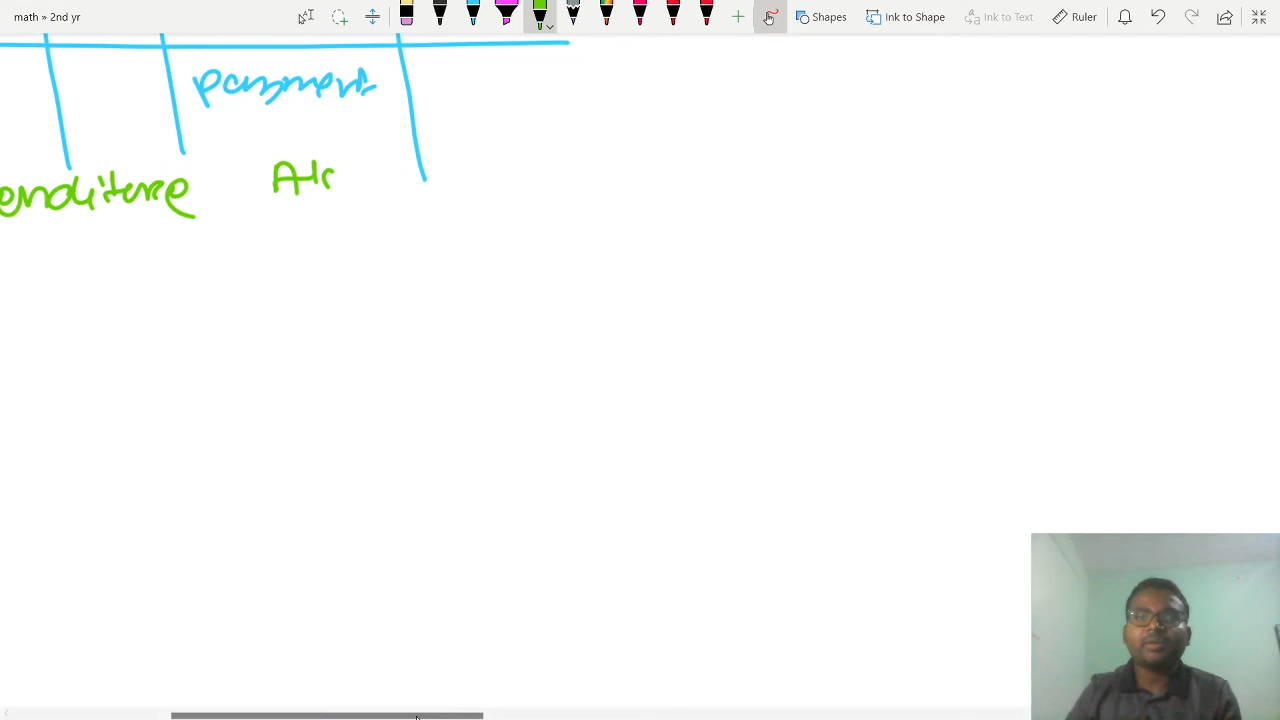 math » 2nd yr
Shapes
Ink to Shape
Ink to Text
Ruler
payment
enditure A/c